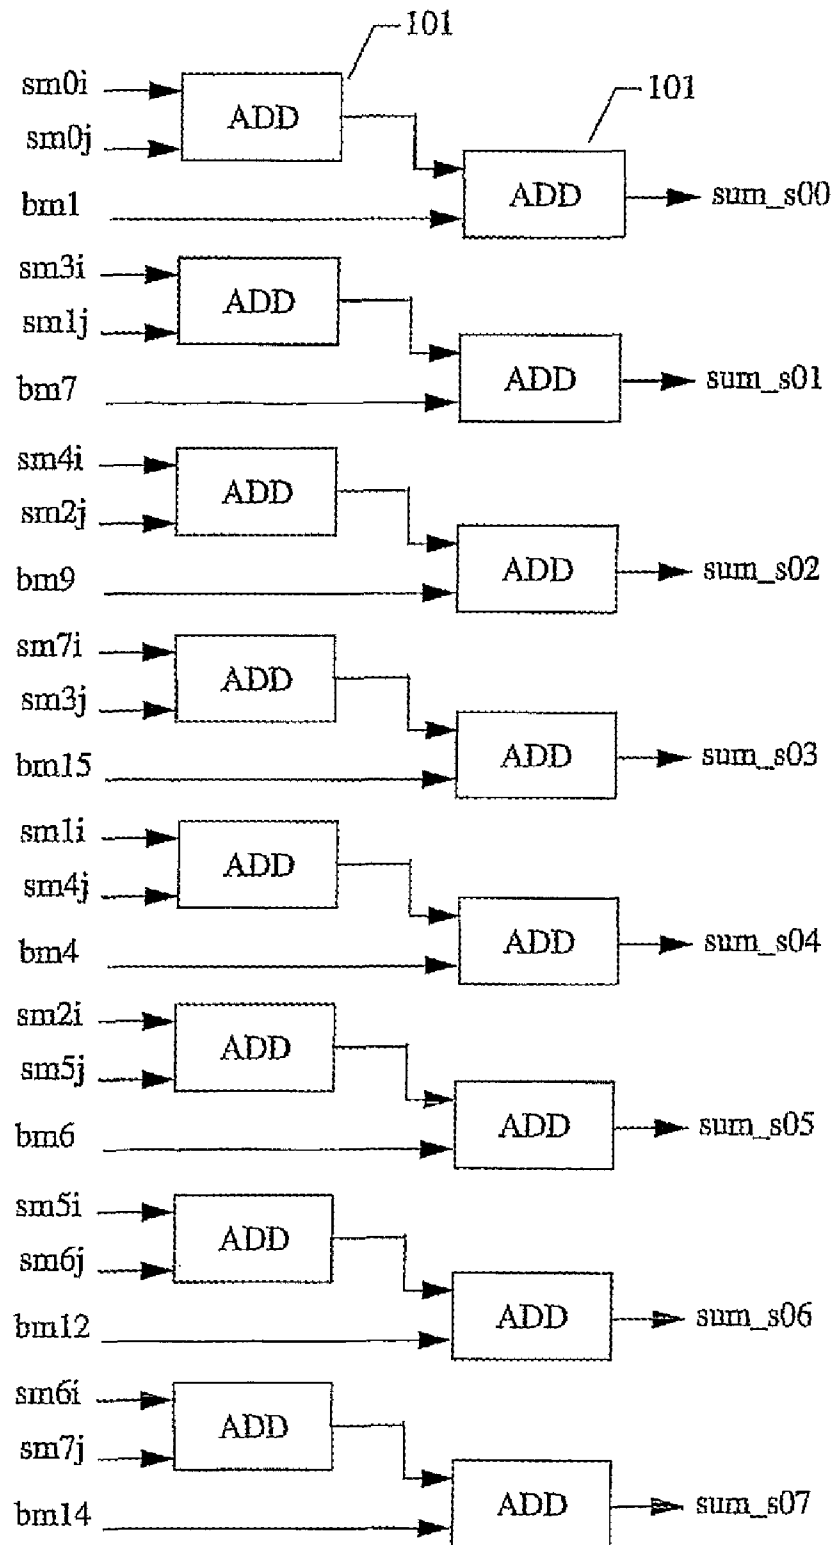 101
sm0i
ADD
101
sm0j
ADD
sum_s00
bm1
sm3i
ADD
sm1j
ADD
sum_s01
bm7
sm4i
ADD
sm2j
ADD
sum_s02
bm9
sm7i
ADD
sm3j
ADD
sum_s03
bm15
sm1i
ADD
sm4j
ADD
sum_s04
bm4
sm2i
ADD
sm5j
ADD
sum_s05
bm6
sm5i
ADD
sm6j
ADD
sum_s06
bm12
sm6i
ADD
sm7j
ADD
sum_s07
bm14